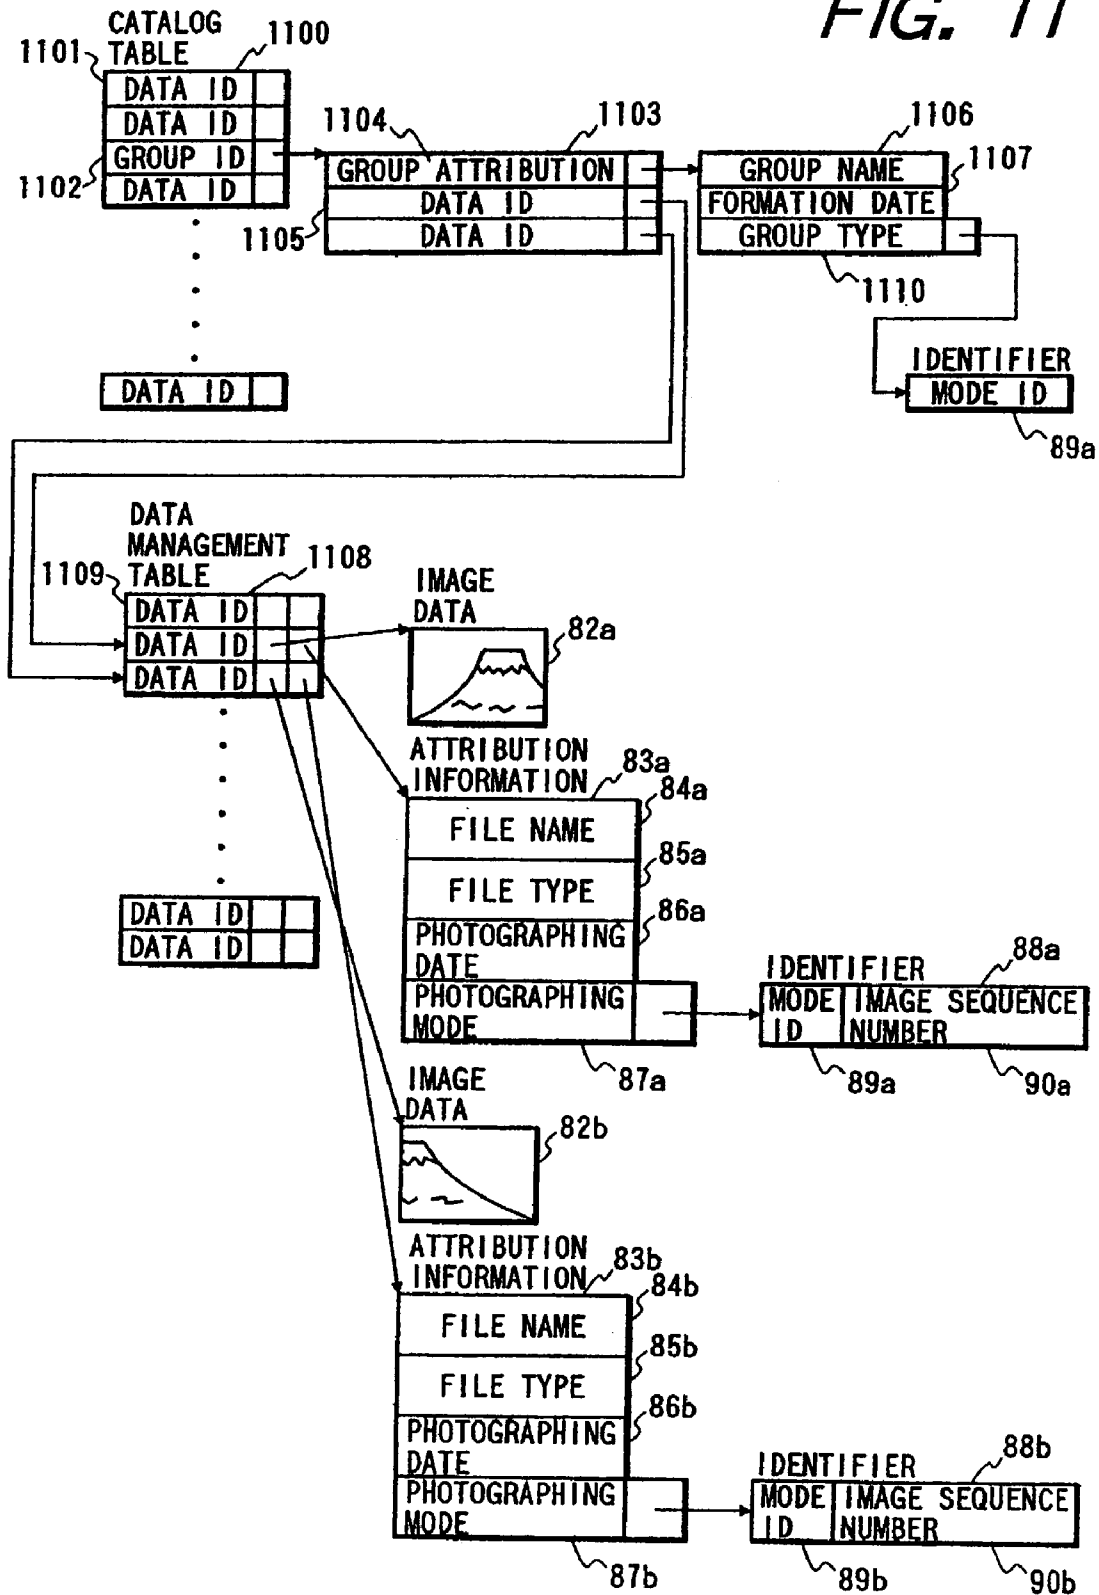 FIG. 11
CATALOG
TABLE
1100
1101
DATA ID
DATA ID
GROUP ID
1102
DATA ID
DATA ID
1104
1103
GROUP ATTRIBUTION
DATA ID
1105
DATA ID
1106
GROUP NAME
1107
FORMATION DATE
GROUP TYPE
1110
IDENTIFIER
MODE ID
89a
DATA
MANAGEMENT
TABLE
1108
1109
DATA ID
DATA ID
DATA ID
DATA ID
DATA ID
IMAGE
DATA
82a
ATTRIBUTION
INFORMATION
83a
84a
FILE NAME
85a
FILE TYPE
86a
PHOTOGRAPHING
DATE
PHOTOGRAPHING
MODE
87a
IDENTIFIER
88a
MODE
ID
IMAGE SEQUENCE
NUMBER
89a
90a
IMAGE
DATA
82b
ATTRIBUTION
INFORMATION
83b
84b
FILE NAME
85b
FILE TYPE
86b
PHOTOGRAPHING
DATE
PHOTOGRAPHING
MODE
87b
IDENTIFIER
88b
MODE
ID
IMAGE SEQUENCE
NUMBER
89b
90b